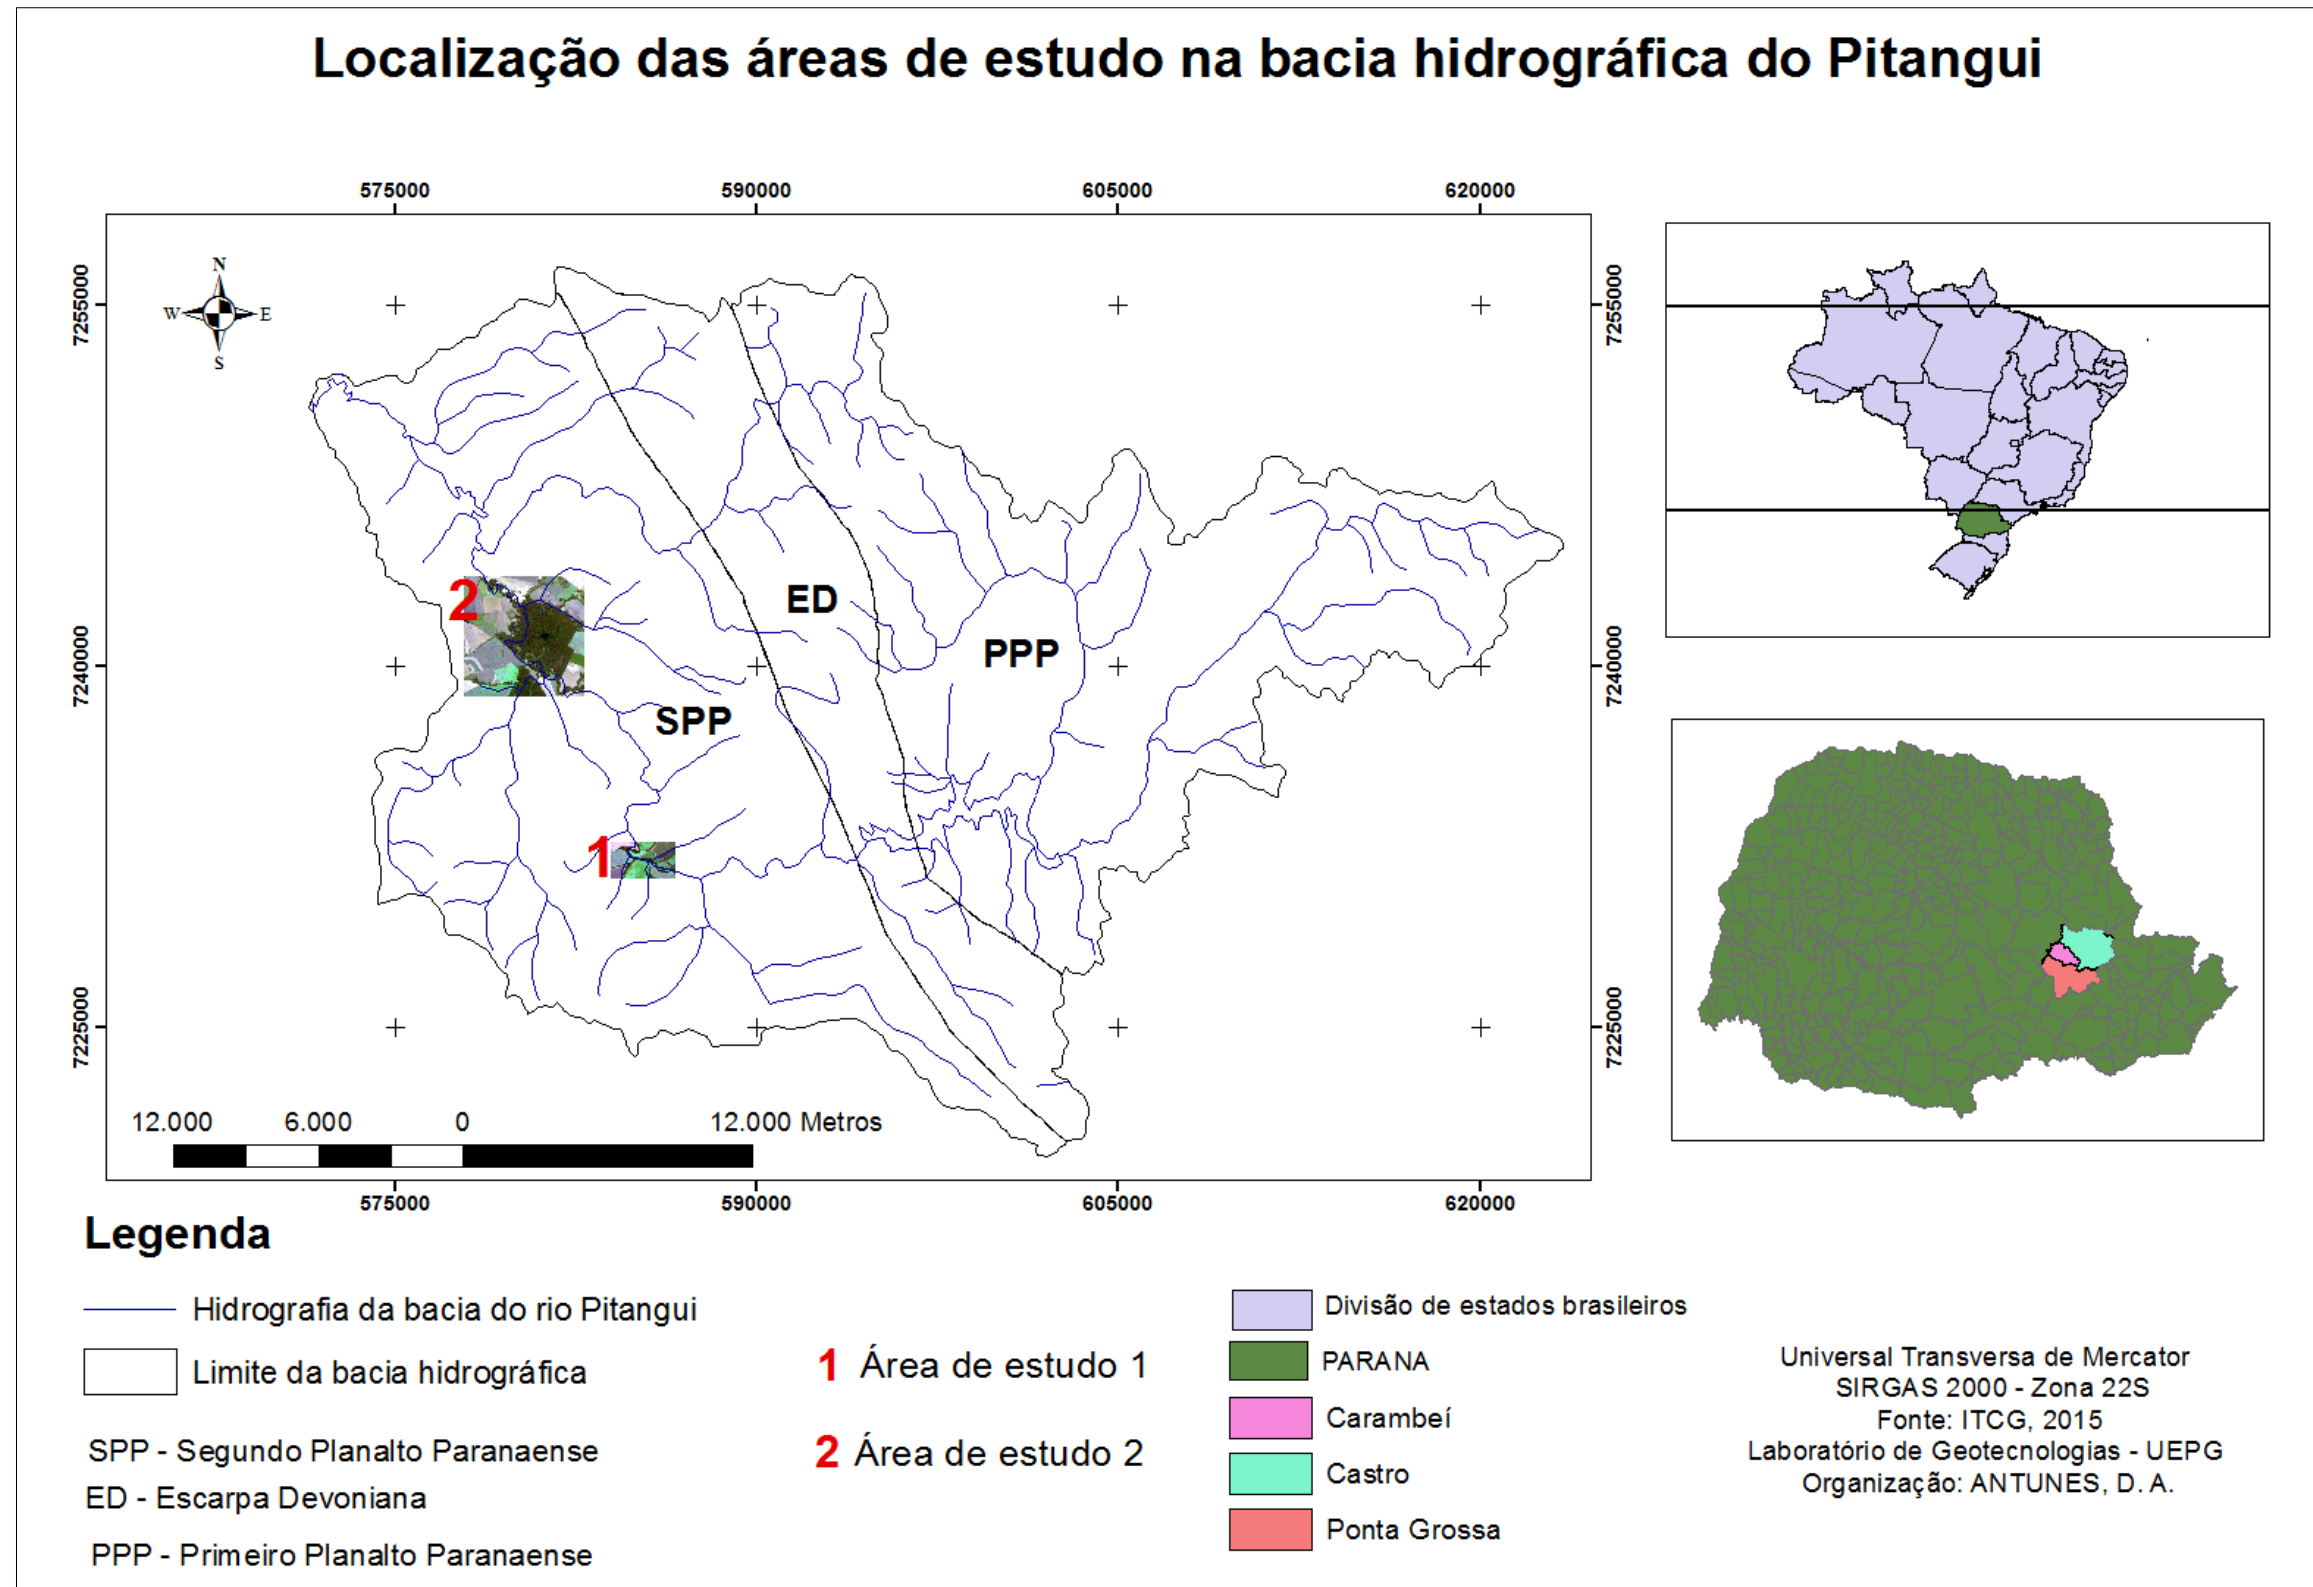 Localização das áreas de estudo na bacia hidrográfica do Pitangui
575000 590000 605000 620000
N
W E
S
7255000 7255000
2
ED
7240000 7240000
PPP
SPP
1
7225000 7225000
12.000 6.000 0 12.000 Metros
575000 590000 605000 620000
Legenda
Hidrografia da bacia do rio Pitangui
Limite da bacia hidrográfica
SPP - Segundo Planalto Paranaense
ED - Escarpa Devoniana
PPP - Primeiro Planalto Paranaense
1 Área de estudo 1
2 Área de estudo 2
Divisão de estados brasileiros
PARANA
Carambeí
Castro
Ponta Grossa
Universal Transversa de Mercator
SIRGAS 2000 - Zona 22S
Fonte: ITCG, 2015
Laboratório de Geotecnologias - UEPG
Organização: ANTUNES, D. A.